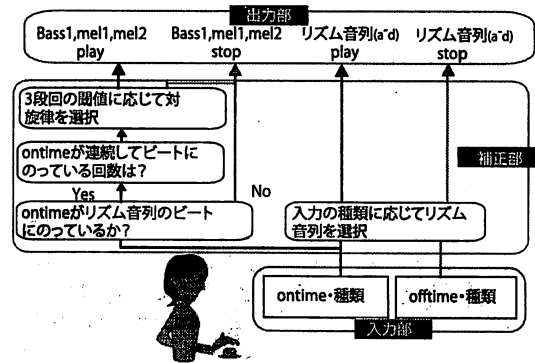 出力部
Bass1,mel1,mel2 play
Bass1,mel1,mel2 stop
リズム音列(a~d) play
リズム音列(a~d) stop
3段回の閾値に応じて対
旋律を選択
ontimeが連続してビートに
のっている回数は?
補正部
Yes
No
ontimeがリズム音列のビート
にのっているか?
入力の種類に応じてリズム
音列を選択
ontime・種類
offtime・種類
入力部